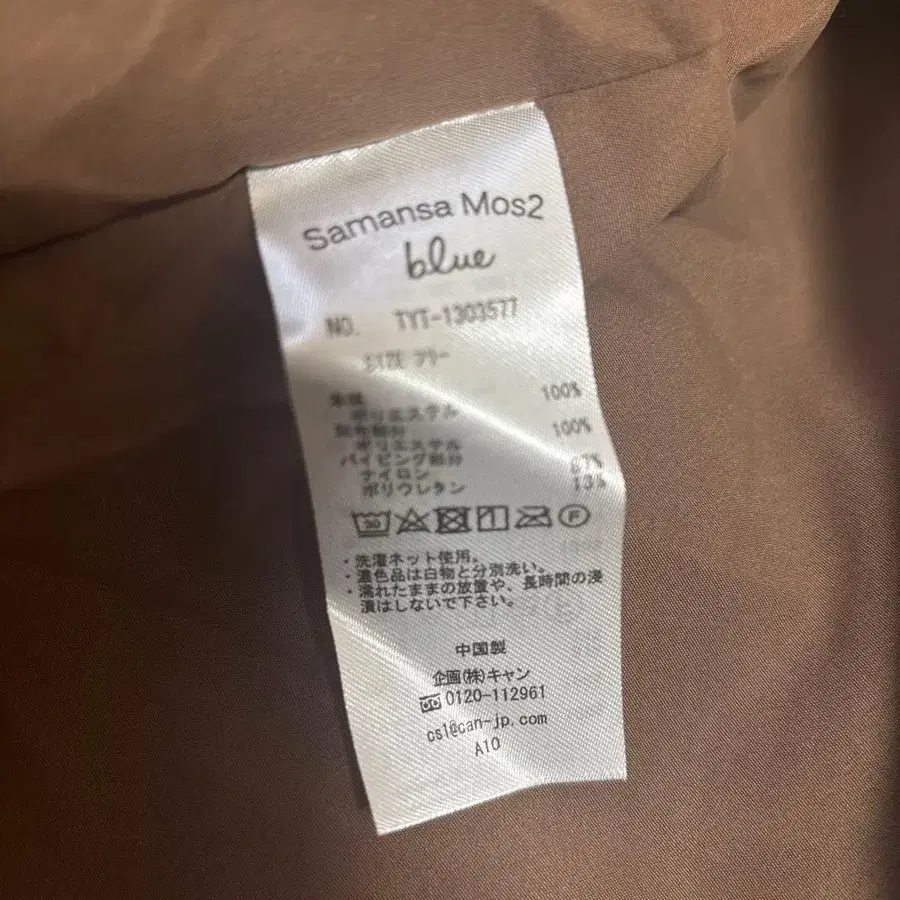 Samansa Mos2
blue
NO. TYT-1303577
SIZE フリー
本体 100%
ポリエステル
別布部分 100%
ポリエステル
パイピング部分
ナイロン 87%
ポリウレタン 13%
30 F
・洗濯ネット使用。
・濃色品は白物と分別洗い。
・濡れたままの放置や、長時間の浸
漬はしないで下さい。
中国製
企画(株)キャン
0120-112961
cs1@can-jp.com
A10